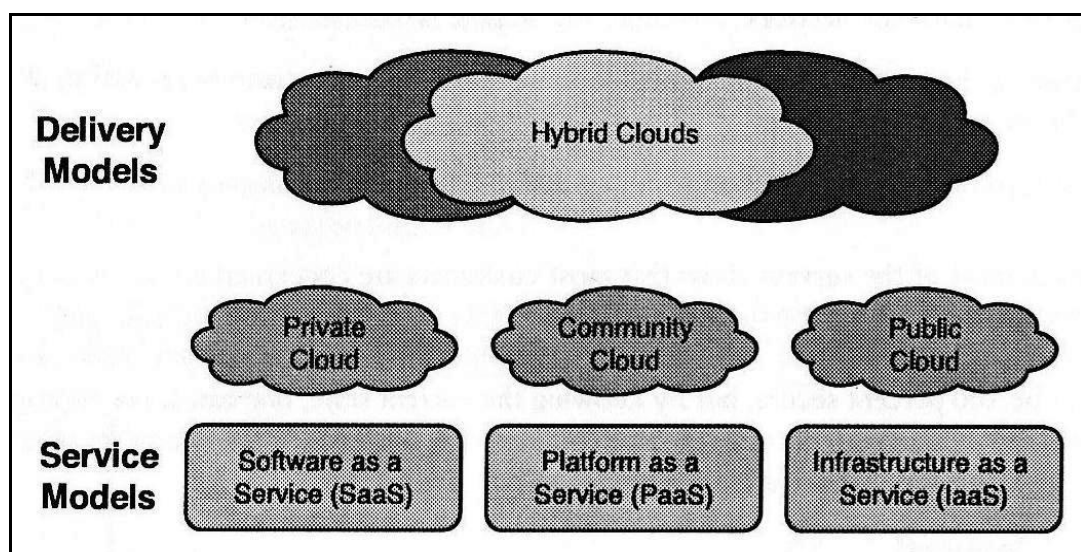 Delivery
Models
Hybrid Clouds
Private
Cloud
Community
Cloud
Public
Cloud
Service
Models
Software as a
Service (SaaS)
Platform as a
Service (PaaS)
Infrastructure as a
Service (IaaS)